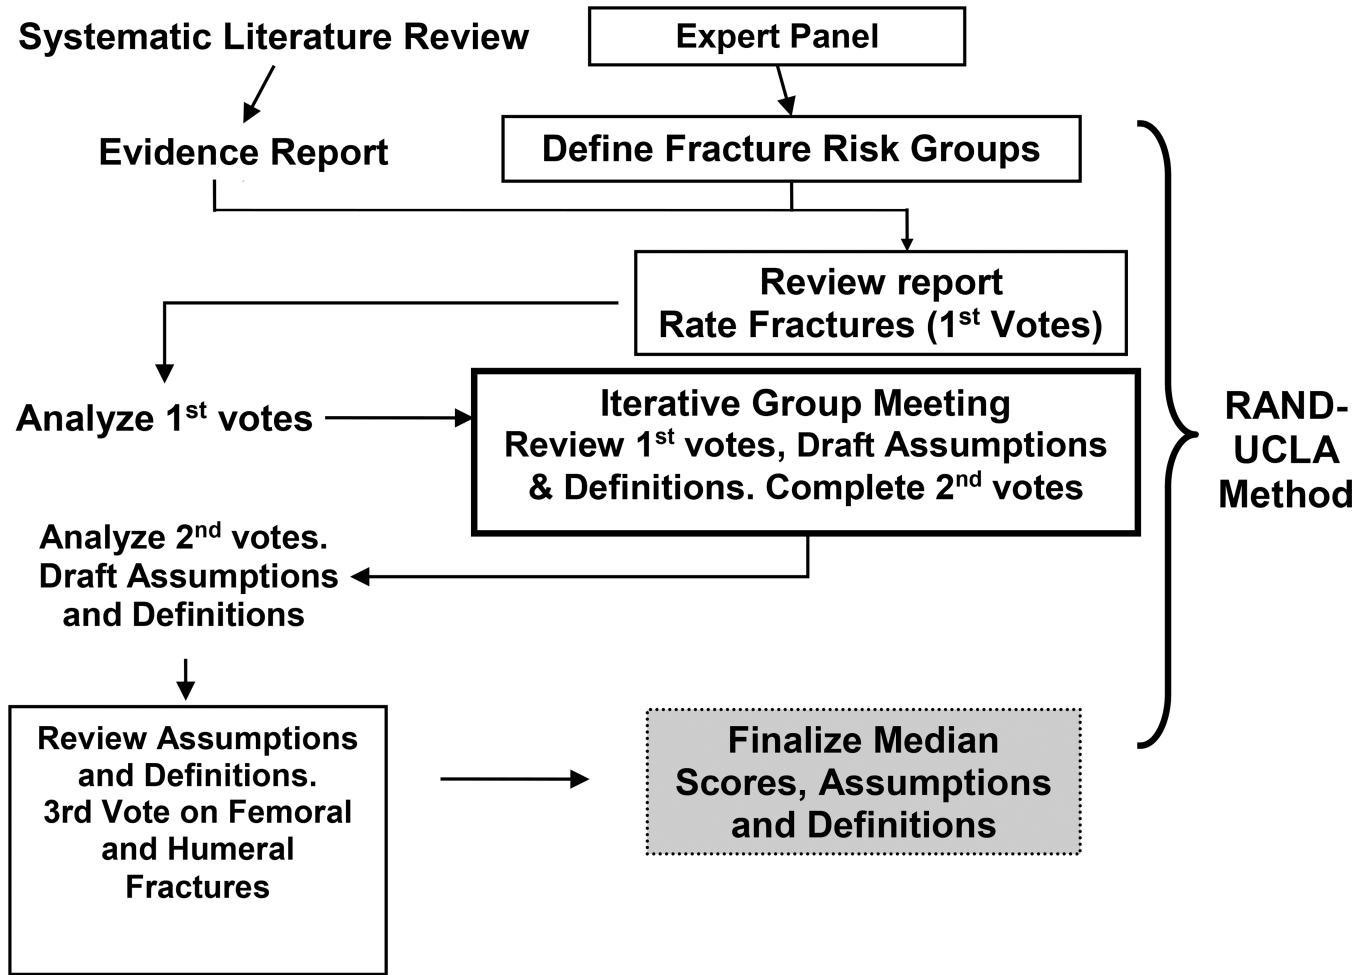 Systematic Literature Review
Expert Panel
Evidence Report
Define Fracture Risk Groups
Review report
Rate Fractures (1st Votes)
Analyze 1st votes
Iterative Group Meeting
Review 1st votes, Draft Assumptions
& Definitions. Complete 2nd votes
RAND-
UCLA
Method
Analyze 2nd votes.
Draft Assumptions
and Definitions
Review Assumptions
and Definitions.
3rd Vote on Femoral
and Humeral
Fractures
Finalize Median
Scores, Assumptions
and Definitions